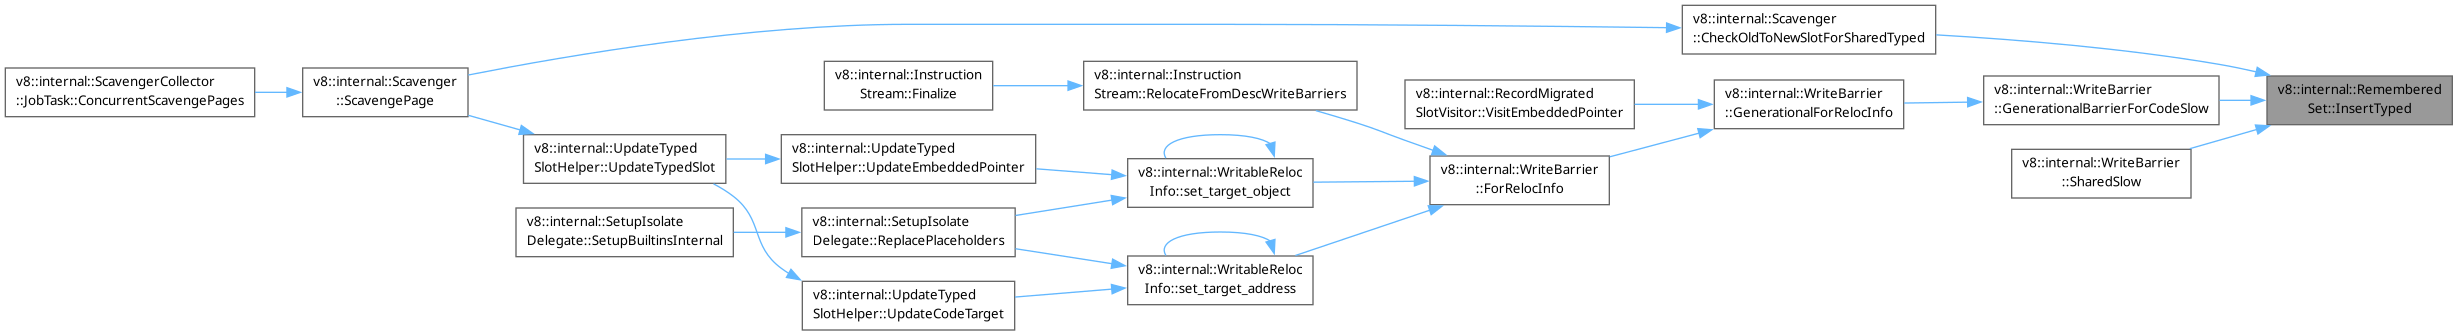 v8::internal::Scavenger
::CheckOldToNewSlotForSharedTyped
v8::internal::ScavengerCollector
::JobTask::ConcurrentScavengePages
v8::internal::Scavenger
::ScavengePage
v8::internal::Instruction
Stream::Finalize
v8::internal::Instruction
Stream::RelocateFromDescWriteBarriers
v8::internal::RecordMigrated
SlotVisitor::VisitEmbeddedPointer
v8::internal::WriteBarrier
::GenerationalForRelocInfo
v8::internal::WriteBarrier
::GenerationalBarrierForCodeSlow
v8::internal::Remembered
Set::InsertTyped
v8::internal::UpdateTyped
SlotHelper::UpdateTypedSlot
v8::internal::UpdateTyped
SlotHelper::UpdateEmbeddedPointer
v8::internal::WritableReloc
Info::set_target_object
v8::internal::WriteBarrier
::ForRelocInfo
v8::internal::WriteBarrier
::SharedSlow
v8::internal::SetupIsolate
Delegate::SetupBuiltinsInternal
v8::internal::SetupIsolate
Delegate::ReplacePlaceholders
v8::internal::WritableReloc
Info::set_target_address
v8::internal::UpdateTyped
SlotHelper::UpdateCodeTarget